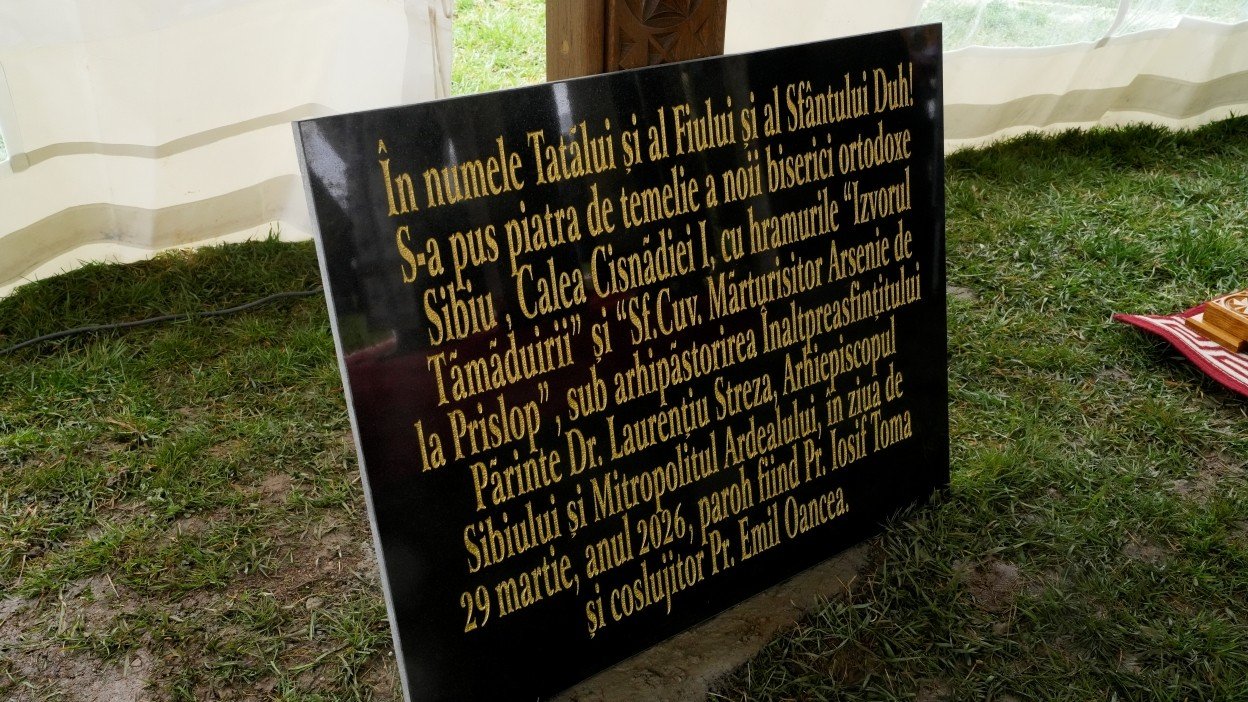 În numele Tatălui și al Fiului și al Sfântului Duh!
S-a pus piatra de temelie a noii biserici ortodoxe
Sibiu , Calea Cisnădiei I, cu hramurile “Izvorul
Tămăduirii” și “Sf.Cuv. Mărturisitor Arsenie de
la Prislop”, sub arhipăstorirea Înaltpreasfințitului
Părinte Dr. Laurențiu Streza, Arhiepiscopul
Sibiului și Mitropolitul Ardealului, în ziua de
29 martie, anul 2026, paroh fiind Pr. Iosif Toma
și coslujitor Pr. Emil Oancea.